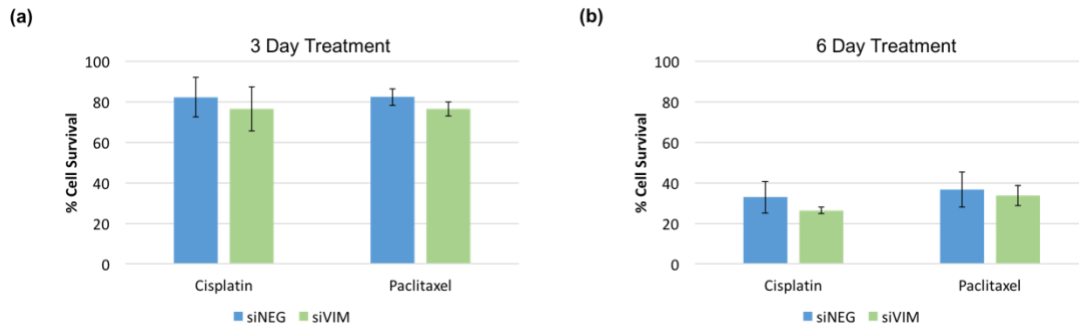 (a)
3 Day Treatment
% Cell Survival
100
80
60
40
20
0
Cisplatin Paclitaxel
siNEG siVIM
(b)
6 Day Treatment
% Cell Survival
100
80
60
40
20
0
Cisplatin Paclitaxel
siNEG siVIM